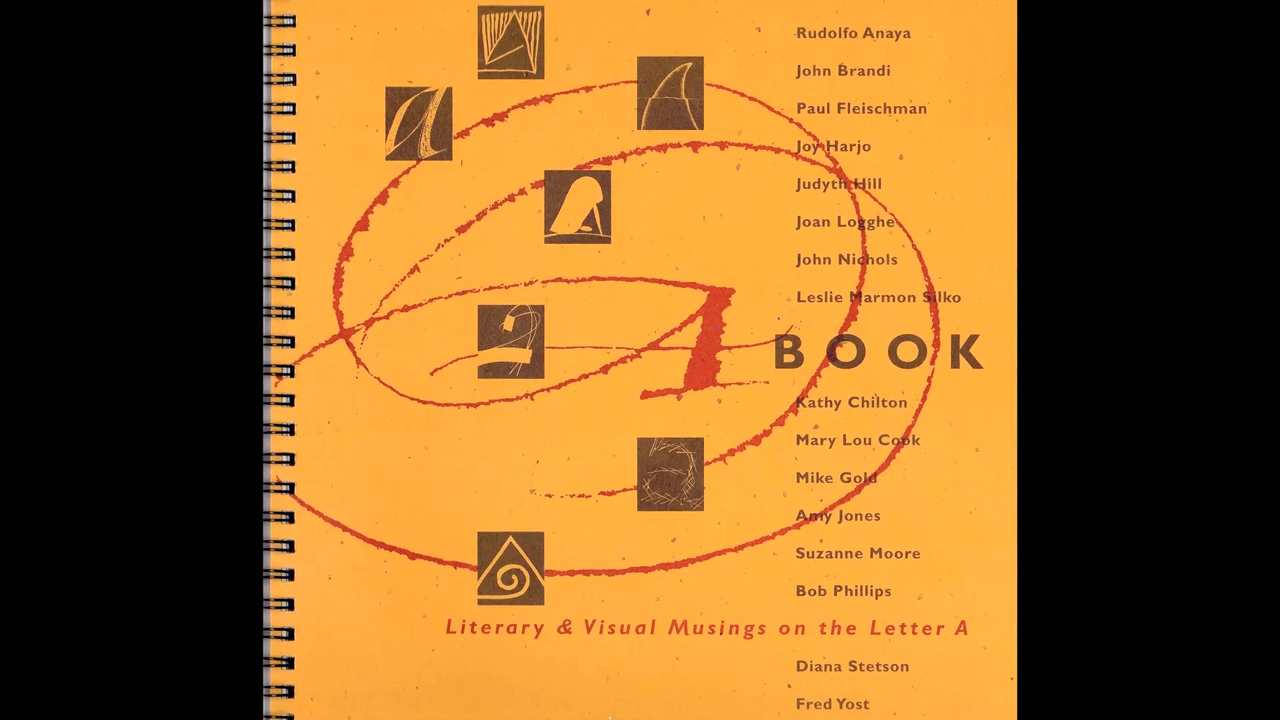 Rudolfo Anaya
John Brandi
Paul Fleischman
Joy Harjo
Judyth Hill
Joan Logghe
John Nichols
Leslie Marmon Silko
A BOOK
Kathy Chilton
Mary Lou Cook
Mike Gold
Amy Jones
Suzanne Moore
Bob Phillips
Literary & Visual Musings on the Letter A
Diana Stetson
Fred Yost